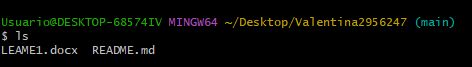 Usuario@DESKTOP-68574IV MINGW64 ~/Desktop/Valentina2956247 (main)
$ ls
LEAME1.docx  README.md